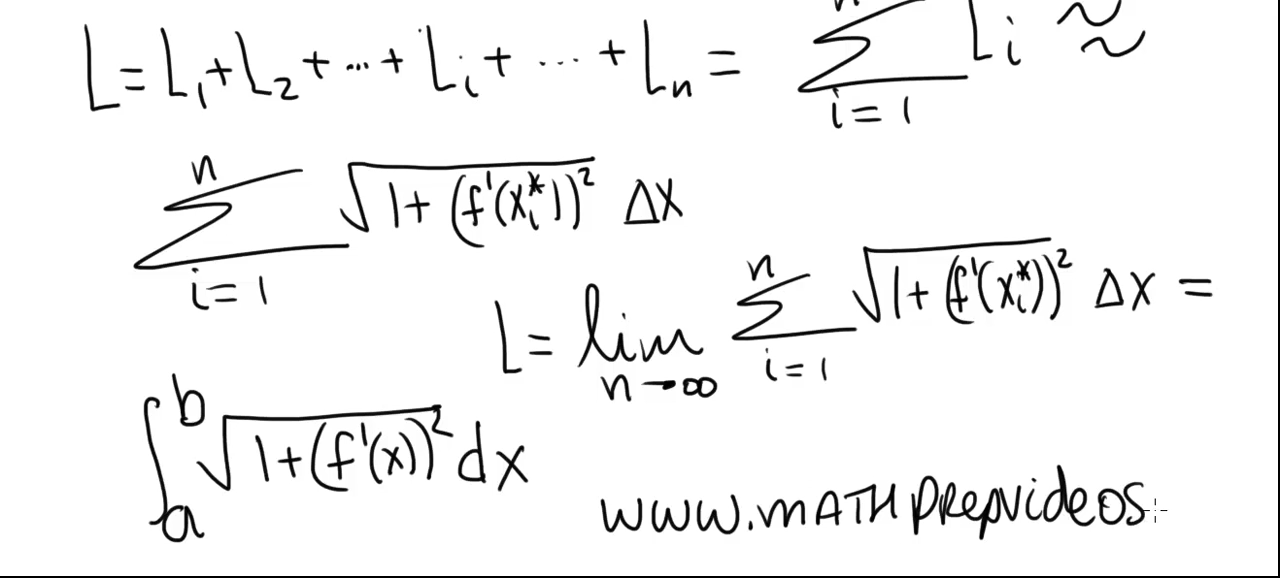 L = L₁ + L₂ + ... + Lᵢ + ... + Lₙ = ∑ᵢ₌₁ⁿ Lᵢ ≈
∑ᵢ₌₁ⁿ √(1 + (f'(xᵢ*))²) Δx
L = lim n→∞ ∑ᵢ₌₁ⁿ √(1 + (f'(xᵢ*))²) Δx =
∫ₐᵇ √(1 + (f'(x))²) dx
www.MATHprepvideos